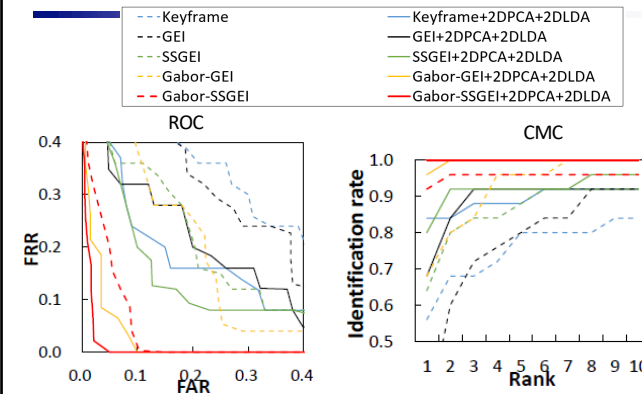 Keyframe Keyframe+2DPCA+2DLDA
GEI GEI+2DPCA+2DLDA
SSGEI SSGEI+2DPCA+2DLDA
Gabor-GEI Gabor-GEI+2DPCA+2DLDA
Gabor-SSGEI Gabor-SSGEI+2DPCA+2DLDA
ROC
0.4
0.3
0.2
0.1
0.0
FRR
0.0 0.1 0.2 0.3 0.4
FAR
CMC
1.0
0.9
0.8
0.7
0.6
0.5
Identification rate
1 2 3 4 5 6 7 8 9 10
Rank